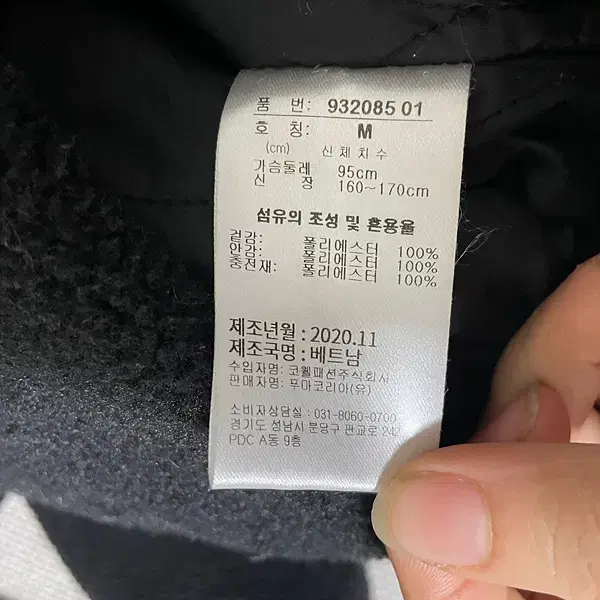 품 번: 932085 01
호 칭: M
(cm) 신체치수
가슴둘레 95cm
신 장 160~170cm
섬유의 조성 및 혼용율
겉감: 폴리에스터 100%
안감: 폴리에스터 100%
충전재: 폴리에스터 100%
제조년월 : 2020.11
제조국명 : 베트남
수입자명: 코웰패션주식회사
판매자명: 푸마코리아(유)
소비자상담실 : 031-8060-0700
경기도 성남시 분당구 판교로
PDC A동 9층